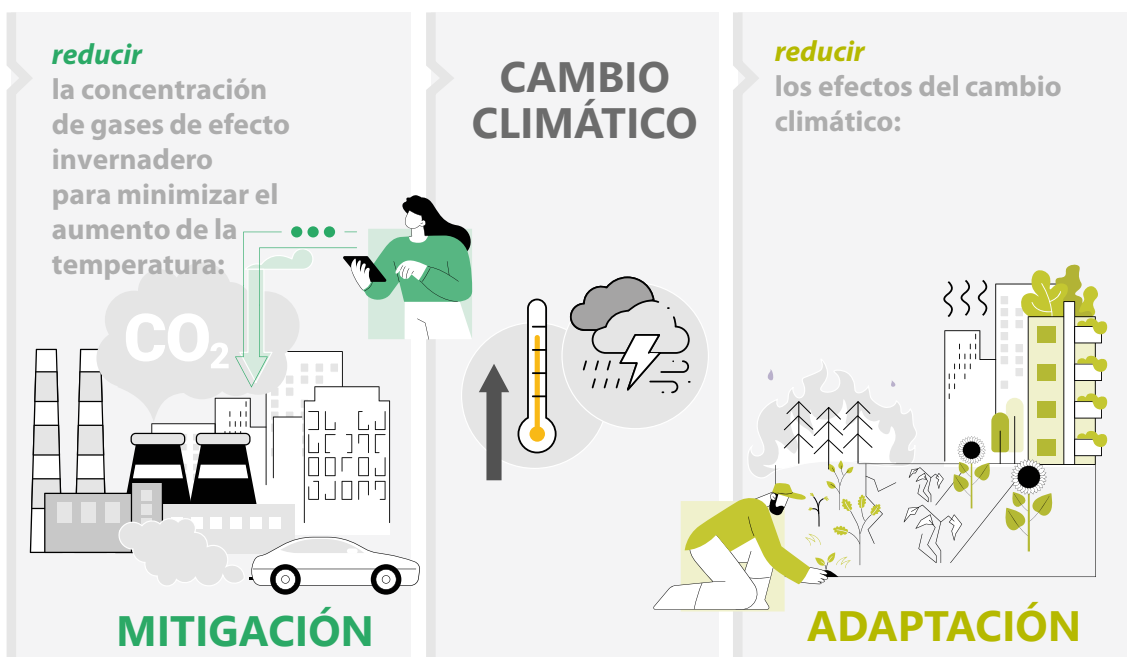 reducir
la concentración
de gases de efecto
invernadero
para minimizar el
aumento de la
temperatura:
CO2
MITIGACIÓN
CAMBIO
CLIMÁTICO
reducir
los efectos del cambio
climático:
ADAPTACIÓN